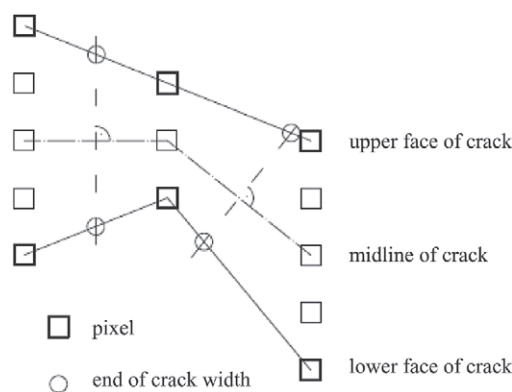 upper face of crack
midline of crack
pixel
lower face of crack
end of crack width